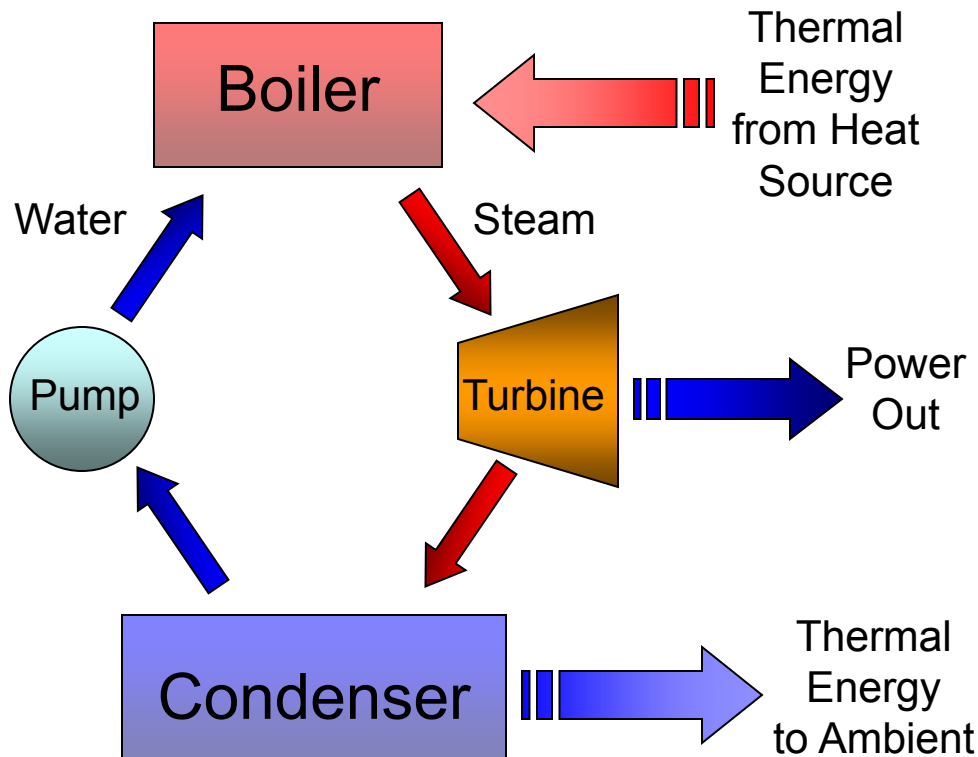 Boiler
Thermal
Energy
from Heat
Source
Water
Steam
Pump
Turbine
Power
Out
Condenser
Thermal
Energy
to Ambient